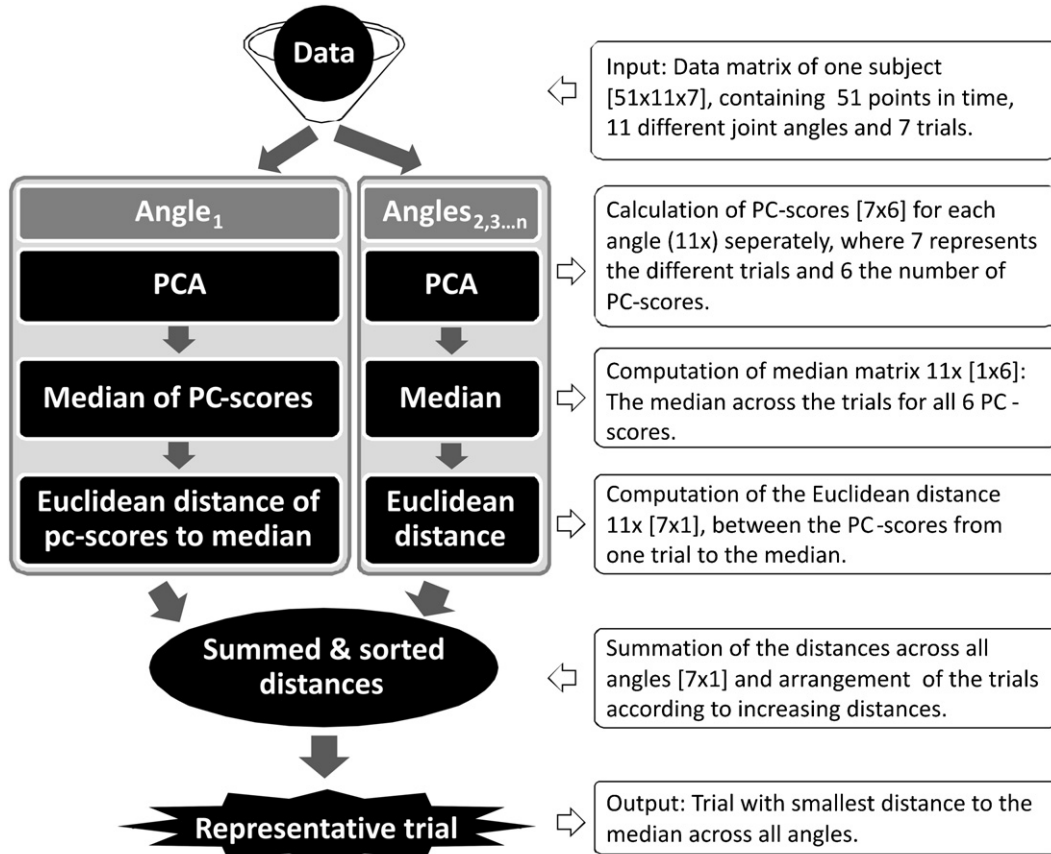 Data
Input: Data matrix of one subject
[51x11x7], containing 51 points in time,
11 different joint angles and 7 trials.
Angle1
Angles2,3...n
PCA
PCA
Calculation of PC-scores [7x6] for each
angle (11x) seperately, where 7 represents
the different trials and 6 the number of
PC-scores.
Median of PC-scores
Median
Computation of median matrix 11x [1x6]:
The median across the trials for all 6 PC -
scores.
Euclidean distance of
pc-scores to median
Euclidean
distance
Computation of the Euclidean distance
11x [7x1], between the PC-scores from
one trial to the median.
Summed & sorted
distances
Summation of the distances across all
angles [7x1] and arrangement of the trials
according to increasing distances.
Representative trial
Output: Trial with smallest distance to the
median across all angles.